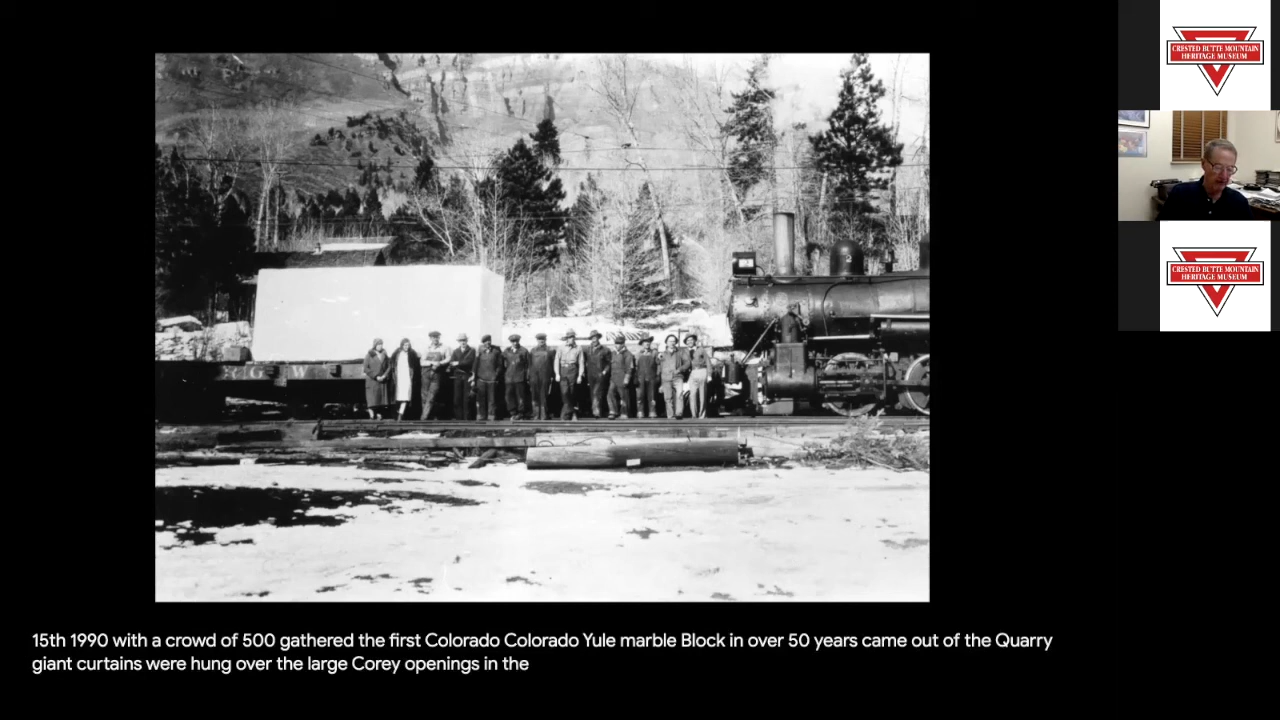 CRESTED BUTTE MOUNTAIN
HERITAGE MUSEUM
CRESTED BUTTE MOUNTAIN
HERITAGE MUSEUM
15th 1990 with a crowd of 500 gathered the first Colorado Colorado Yule marble Block in over 50 years came out of the Quarry
giant curtains were hung over the large Corey openings in the